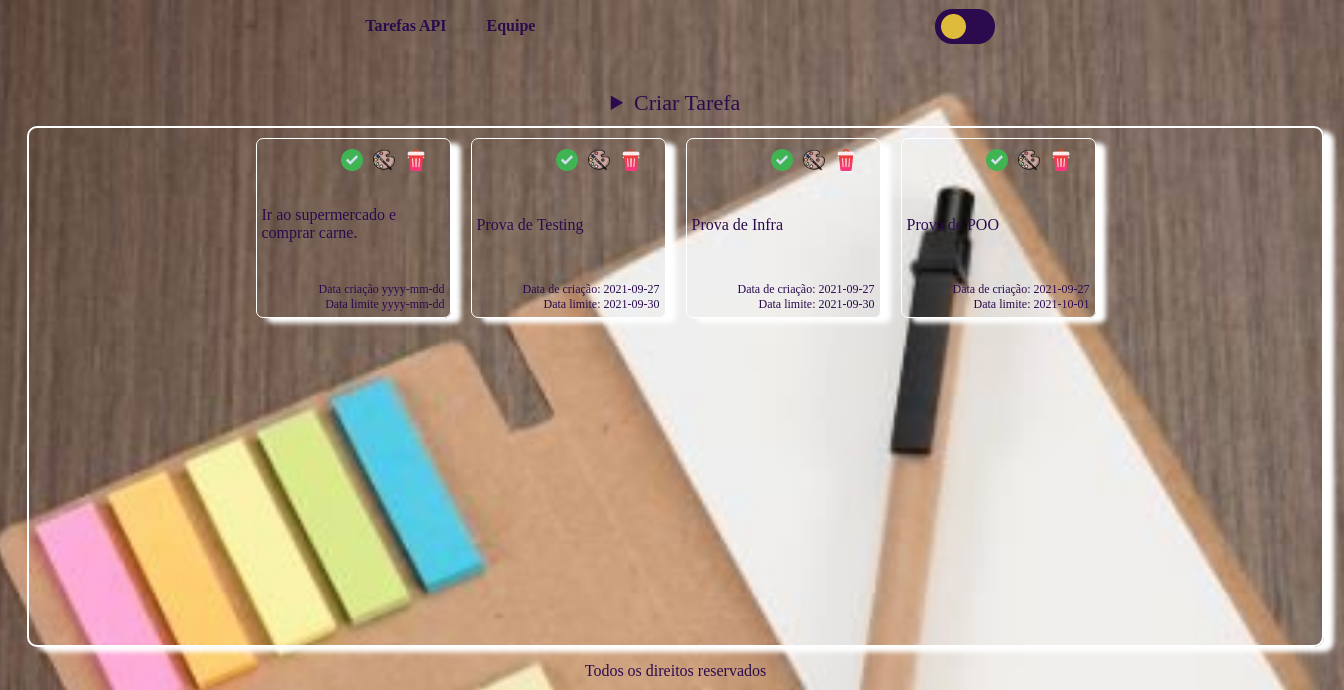 Tarefas API
Equipe
Criar Tarefa
Ir ao supermercado e
comprar carne.
Data criação yyyy-mm-dd
Data limite yyyy-mm-dd
Prova de Testing
Data de criação: 2021-09-27
Data limite: 2021-09-30
Prova de Infra
Data de criação: 2021-09-27
Data limite: 2021-09-30
Prova de POO
Data de criação: 2021-09-27
Data limite: 2021-10-01
Todos os direitos reservados